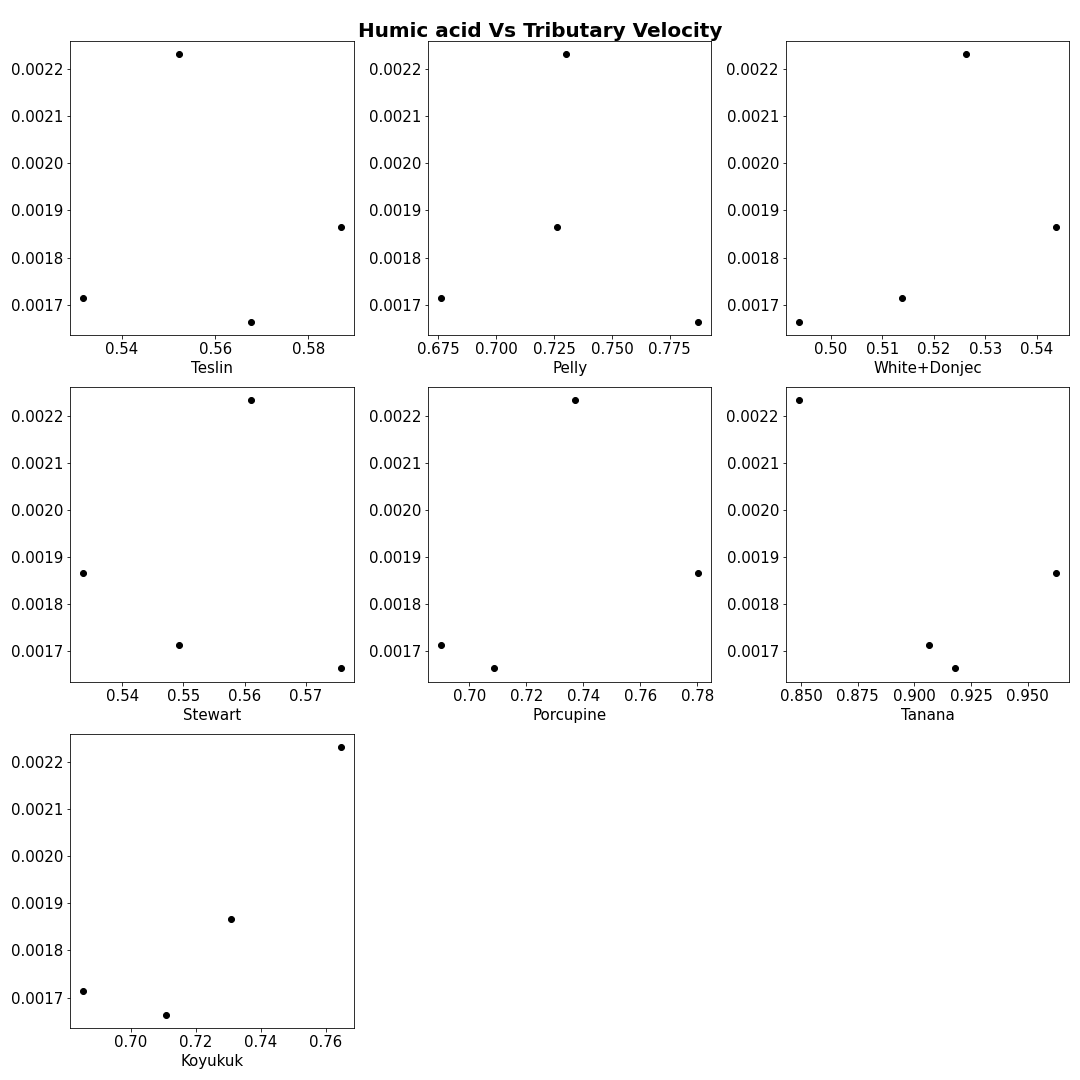 Humic acid Vs Tributary Velocity
0.0022 0.0022 0.0022
0.0021 0.0021 0.0021
0.0020 0.0020 0.0020
0.0019 0.0019 0.0019
0.0018 0.0018 0.0018
0.0017 0.0017 0.0017
0.54 0.56 0.58 0.675 0.700 0.725 0.750 0.775 0.50 0.51 0.52 0.53 0.54
Teslin Pelly White+Donjec
0.0022 0.0022 0.0022
0.0021 0.0021 0.0021
0.0020 0.0020 0.0020
0.0019 0.0019 0.0019
0.0018 0.0018 0.0018
0.0017 0.0017 0.0017
0.54 0.55 0.56 0.57 0.70 0.72 0.74 0.76 0.78 0.850 0.875 0.900 0.925 0.950
Stewart Porcupine Tanana
0.0022
0.0021
0.0020
0.0019
0.0018
0.0017
0.70 0.72 0.74 0.76
Koyukuk